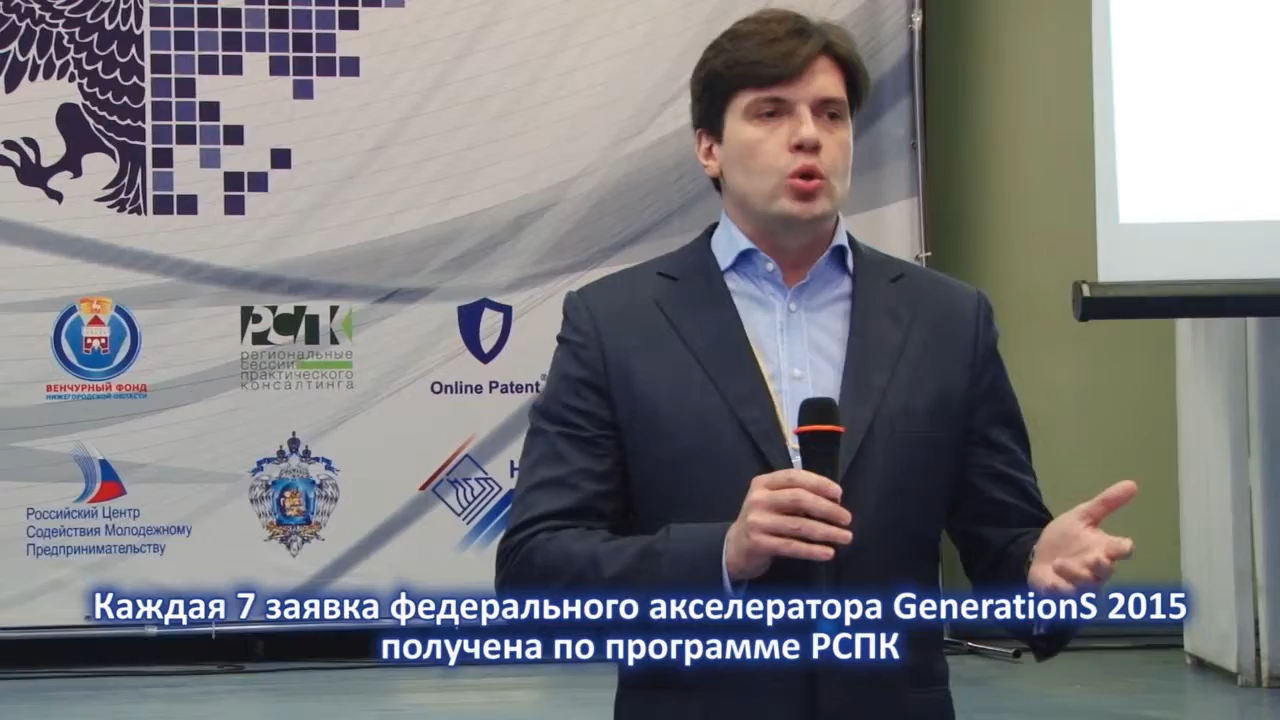 ВЕНЧУРНЫЙ ФОНД
НИЖЕГОРОДСКОЙ ОБЛАСТИ
РСПК
региональные
сессии
практического
консалтинга
Online Patent®
Российский Центр
Содействия Молодежному
Предпринимательству
Н
Каждая 7 заявка федерального акселератора GenerationS 2015
получена по программе РСПК